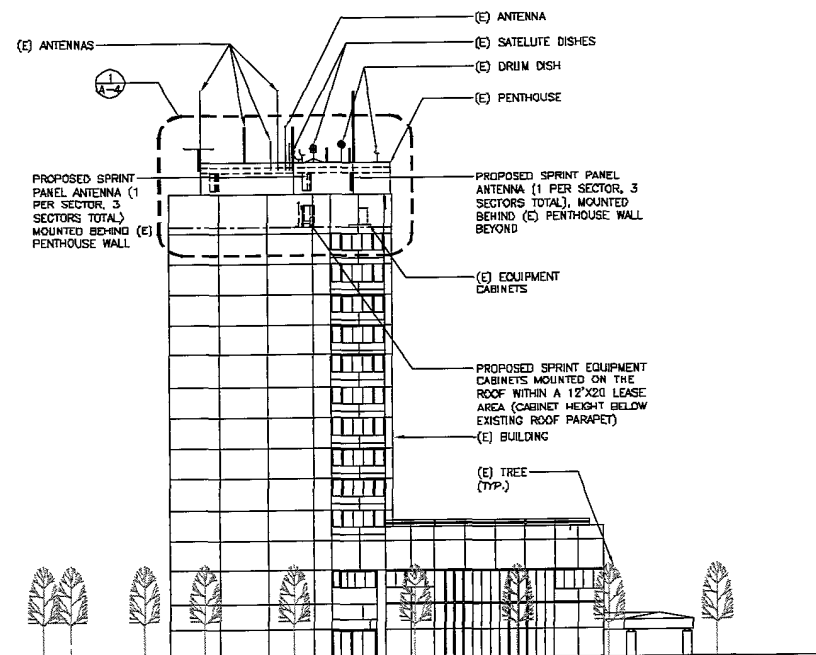 (E) ANTENNA
(E) ANTENNAS
(E) SATELUTE DISHES
(E) DRUM DISH
1
A-4
(E) PENTHOUSE
PROPOSED SPRINT
PANEL ANTENNA (1
PER SECTOR, 3
SECTORS TOTAL)
MOUNTED BEHIND (E)
PENTHOUSE WALL
PROPOSED SPRINT PANEL
ANTENNA (1 PER SECTOR, 3
SECTORS TOTAL), MOUNTED
BEHIND (E) PENTHOUSE WALL
BEYOND
(E) EQUIPMENT
CABINETS
PROPOSED SPRINT EQUIPMENT
CABINETS MOUNTED ON THE
ROOF WITHIN A 12'X20 LEASE
AREA (CABINET HEIGHT BELOW
EXISTING ROOF PARAPET)
(E) BUILDING
(E) TREE
(TYP.)